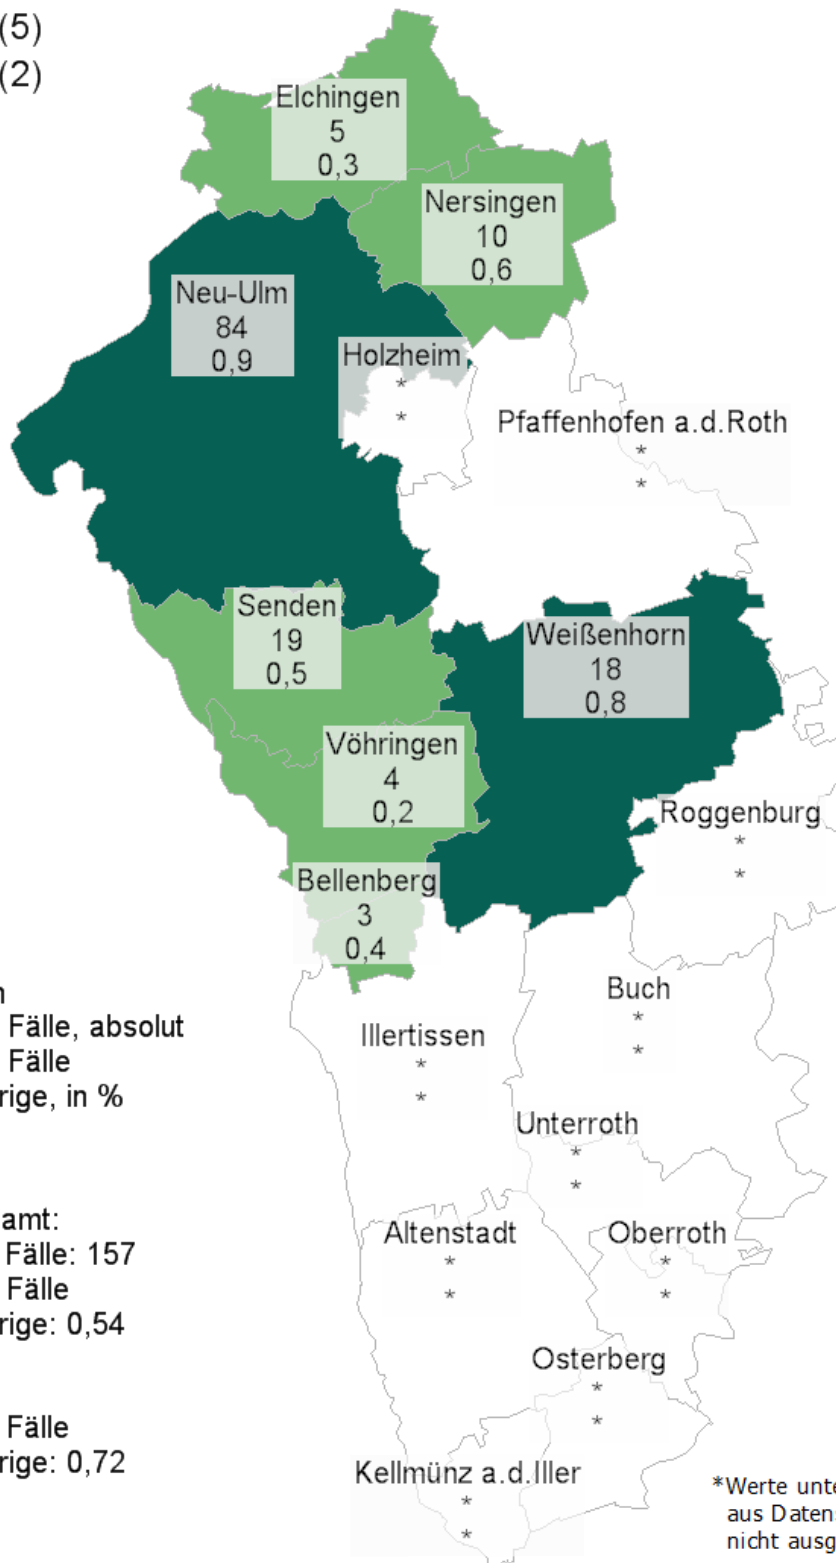 (5)
(2)
Elchingen
5
0,3
Nersingen
10
0,6
Neu-Ulm
84
0,9
Holzheim
*
*
Pfaffenhofen a.d.Roth
*
*
Senden
19
0,5
Weißenhorn
18
0,8
Vöhringen
4
0,2
Roggenburg
*
*
Bellenberg
3
0,4
Buch
*
*
Illertissen
*
*
Fälle, absolut
Fälle
rige, in %
Unterroth
*
*
Altenstadt
*
*
Oberroth
*
*
amt:
Fälle: 157
Fälle
rige: 0,54
Osterberg
*
*
Fälle
rige: 0,72
Kellmünz a.d.Iller
*
*
*Werte unte
aus Daten
nicht ausg